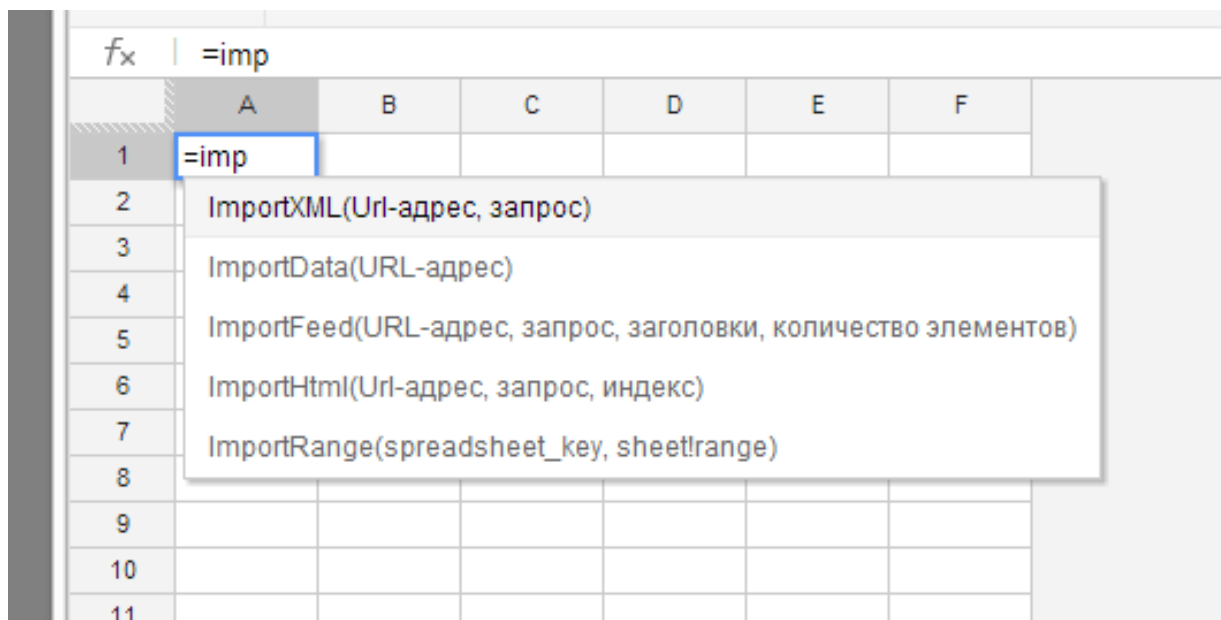 fx =imp
A B C D E F
1 =imp
2 ImportXML(Url-адрес, запрос)
3 ImportData(URL-адрес)
4
5 ImportFeed(URL-адрес, запрос, заголовки, количество элементов)
6 ImportHtml(Url-адрес, запрос, индекс)
7 ImportRange(spreadsheet_key, sheet!range)
8
9
10
11